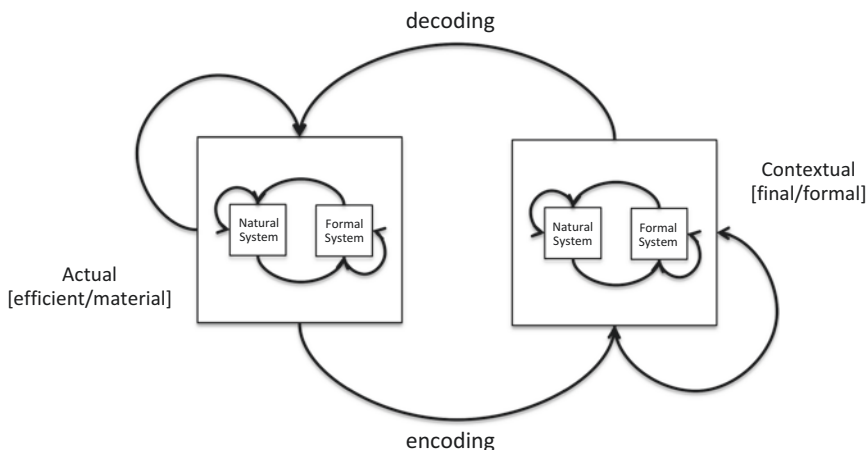 decoding
Contextual
[final/formal]
Natural
System
Formal
System
Natural
System
Formal
System
Actual
[efficient/material]
encoding